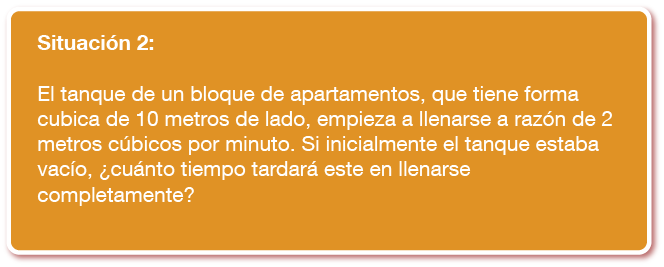 Situación 2:
El tanque de un bloque de apartamentos, que tiene forma
cubica de 10 metros de lado, empieza a llenarse a razón de 2
metros cúbicos por minuto. Si inicialmente el tanque estaba
vacío, ¿cuánto tiempo tardará este en llenarse
completamente?